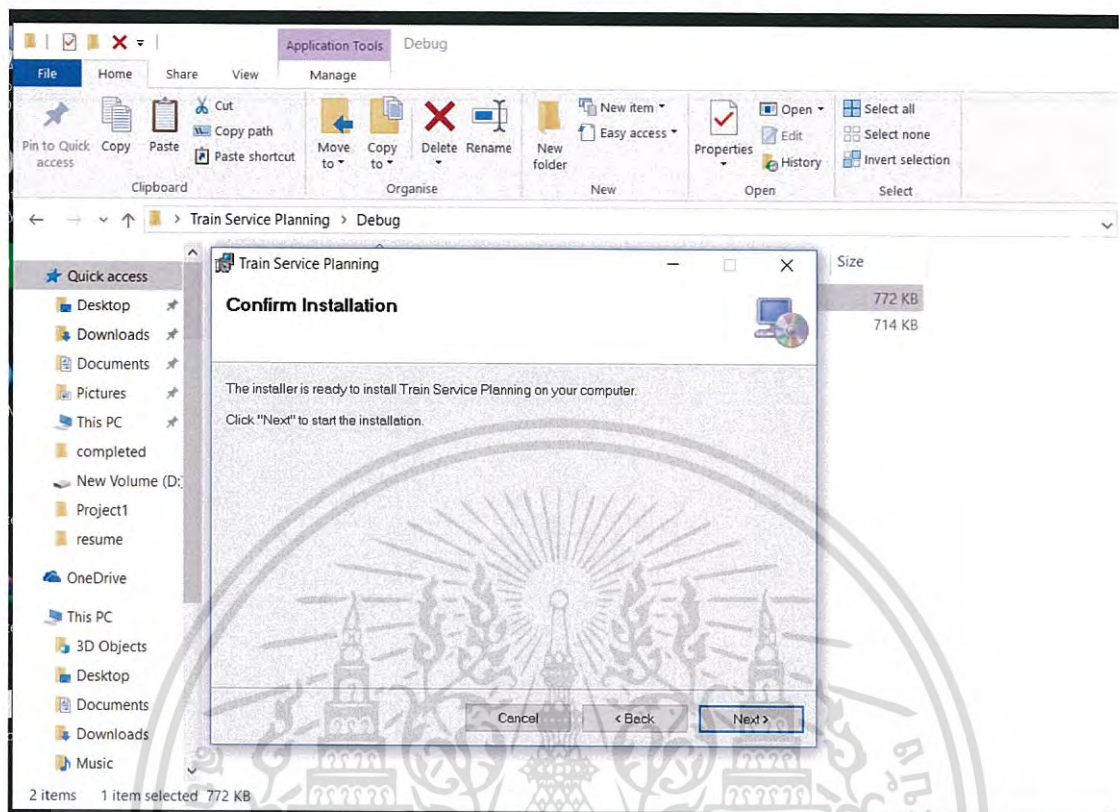 Application Tools Debug
File Home Share View Manage
Pin to Quick access
Copy
Paste
Cut
Copy path
Paste shortcut
Move to
Copy to
Delete
Rename
New folder
New item
Easy access
Properties
Open
Edit
History
Select all
Select none
Invert selection
Clipboard Organise New Open Select
Train Service Planning > Debug
Size
772 KB
714 KB
Quick access
Desktop
Downloads
Documents
Pictures
This PC
completed
New Volume (D:
Project1
resume
OneDrive
This PC
3D Objects
Desktop
Documents
Downloads
Music
Train Service Planning
Confirm Installation
The installer is ready to install Train Service Planning on your computer.
Click "Next" to start the installation.
Cancel < Back Next >
2 items 1 item selected 772 KB